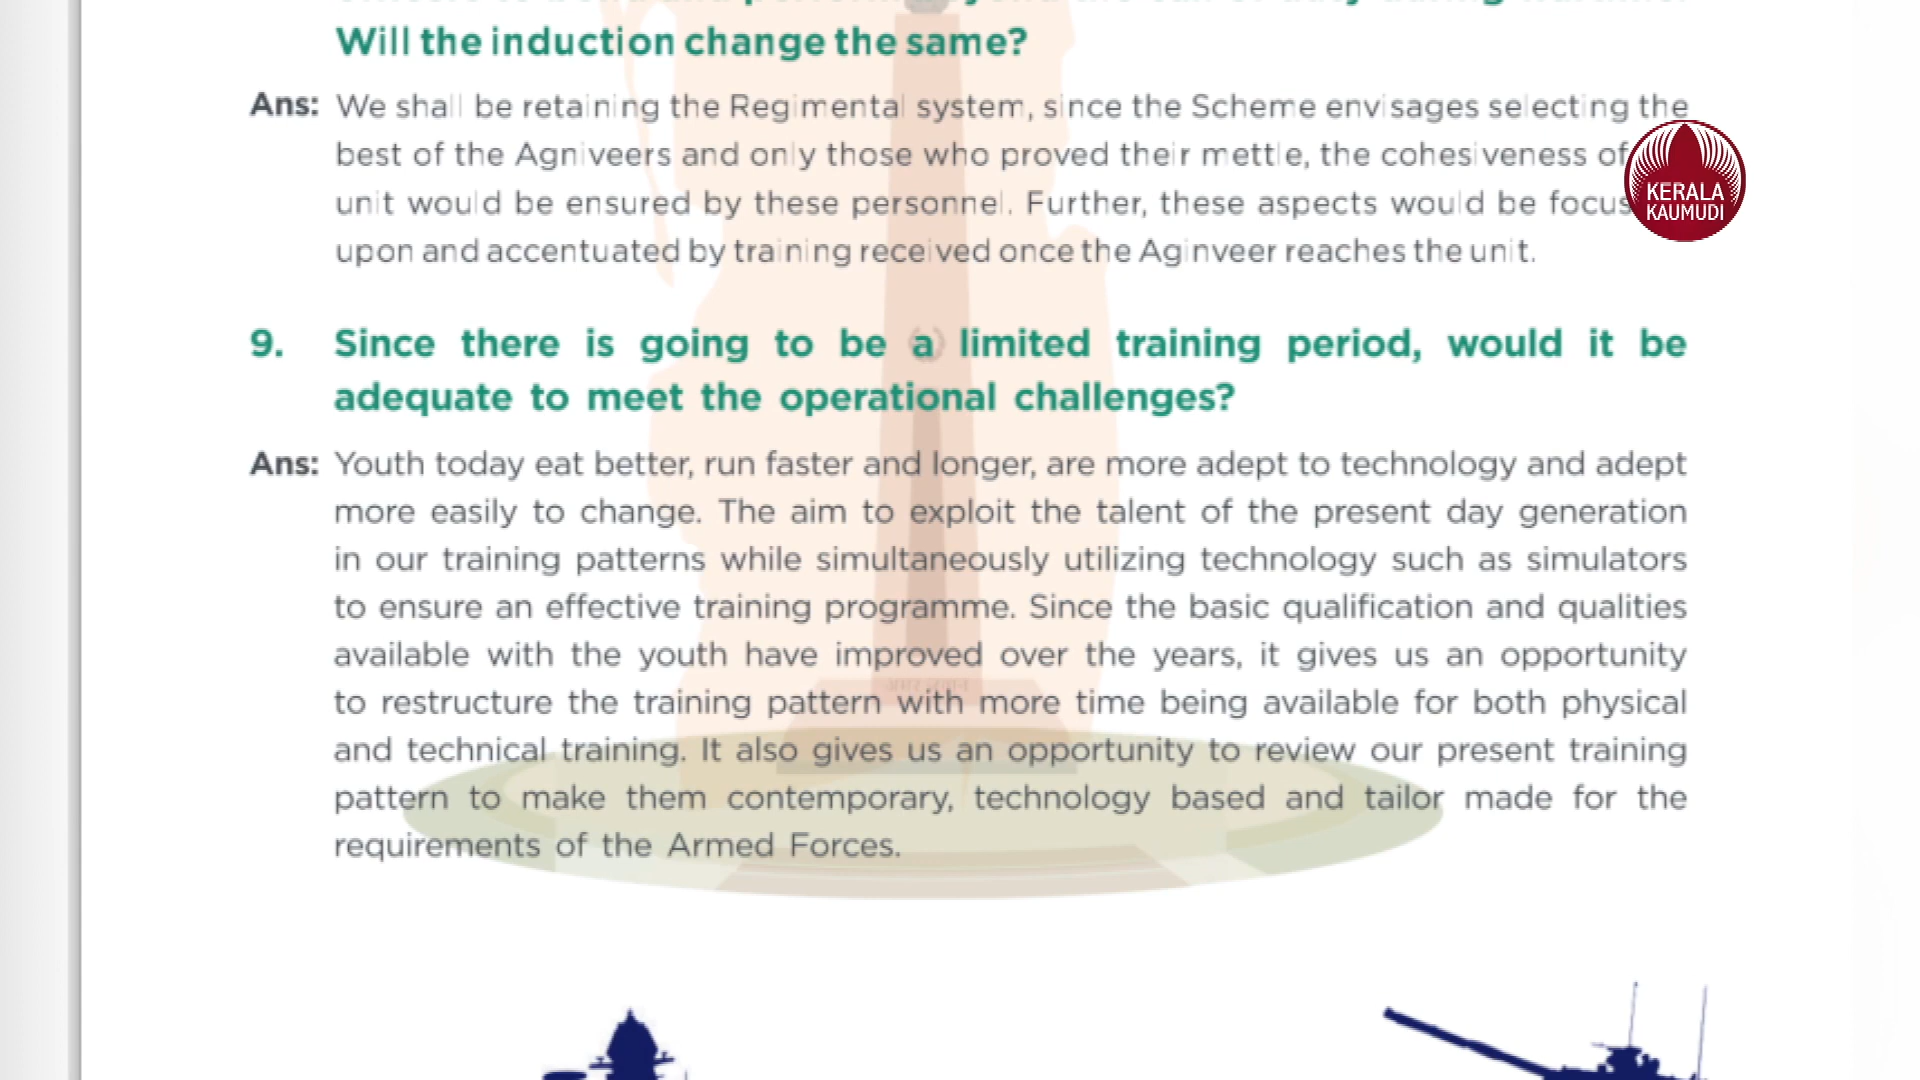 Will the induction change the same?
Ans: We shall be retaining the Regimental system, since the Scheme envisages selecting the
best of the Agniveers and only those who proved their mettle, the cohesiveness of
unit would be ensured by these personnel. Further, these aspects would be focus
upon and accentuated by training received once the Aginveer reaches the unit.
KERALA
KAUMUDI
9. Since there is going to be a limited training period, would it be
adequate to meet the operational challenges?
Ans: Youth today eat better, run faster and longer, are more adept to technology and adept
more easily to change. The aim to exploit the talent of the present day generation
in our training patterns while simultaneously utilizing technology such as simulators
to ensure an effective training programme. Since the basic qualification and qualities
available with the youth have improved over the years, it gives us an opportunity
to restructure the training pattern with more time being available for both physical
and technical training. It also gives us an opportunity to review our present training
pattern to make them contemporary, technology based and tailor made for the
requirements of the Armed Forces.